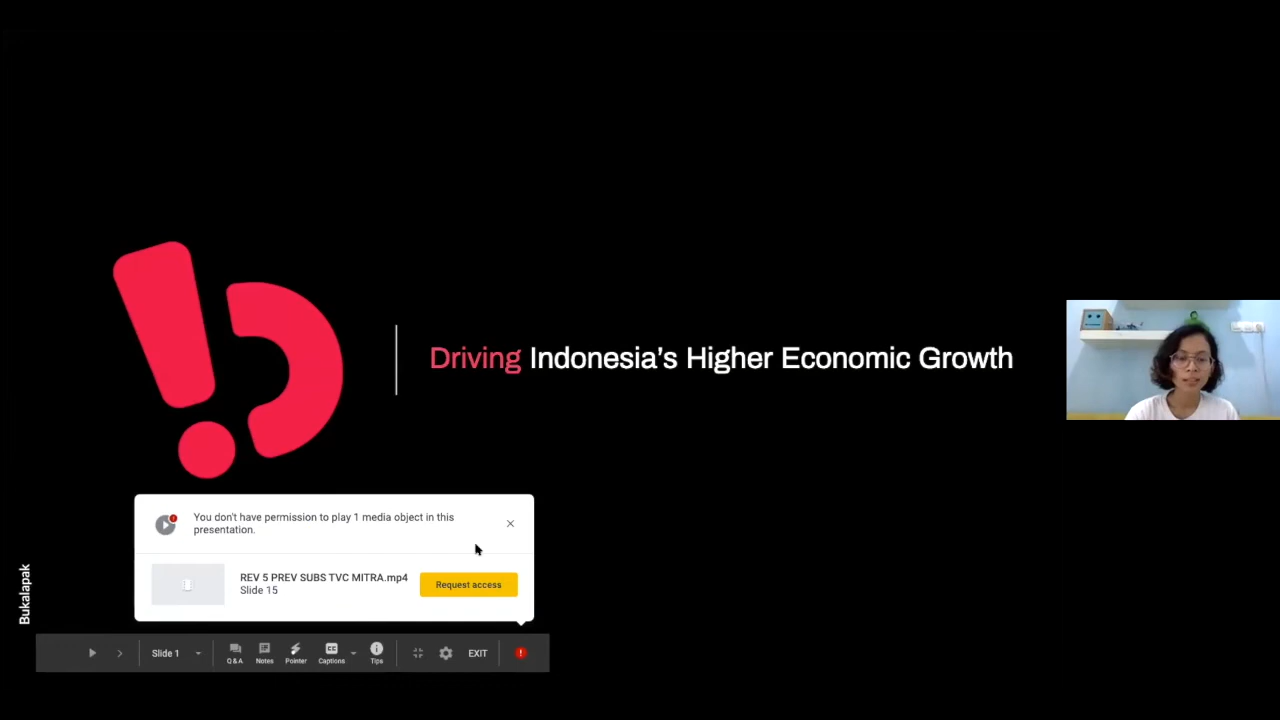 Driving Indonesia's Higher Economic Growth
You don't have permission to play 1 media object in this
presentation.
REV 5 PREV SUBS TVC MITRA.mp4
Slide 15
Request access
Bukalapak
Slide 1
Q&A
Notes
Pointer
CC
Captions
Tips
EXIT